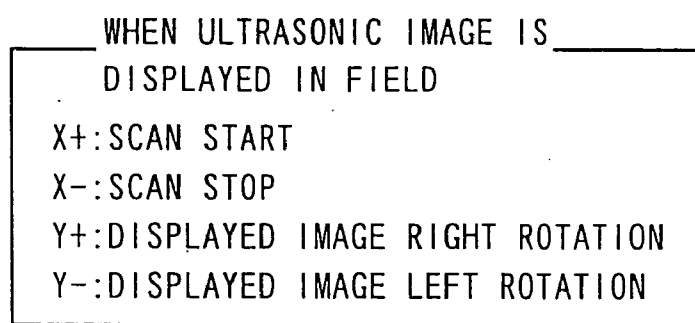 WHEN ULTRASONIC IMAGE IS
DISPLAYED IN FIELD
X+:SCAN START
X-:SCAN STOP
Y+:DISPLAYED IMAGE RIGHT ROTATION
Y-:DISPLAYED IMAGE LEFT ROTATION